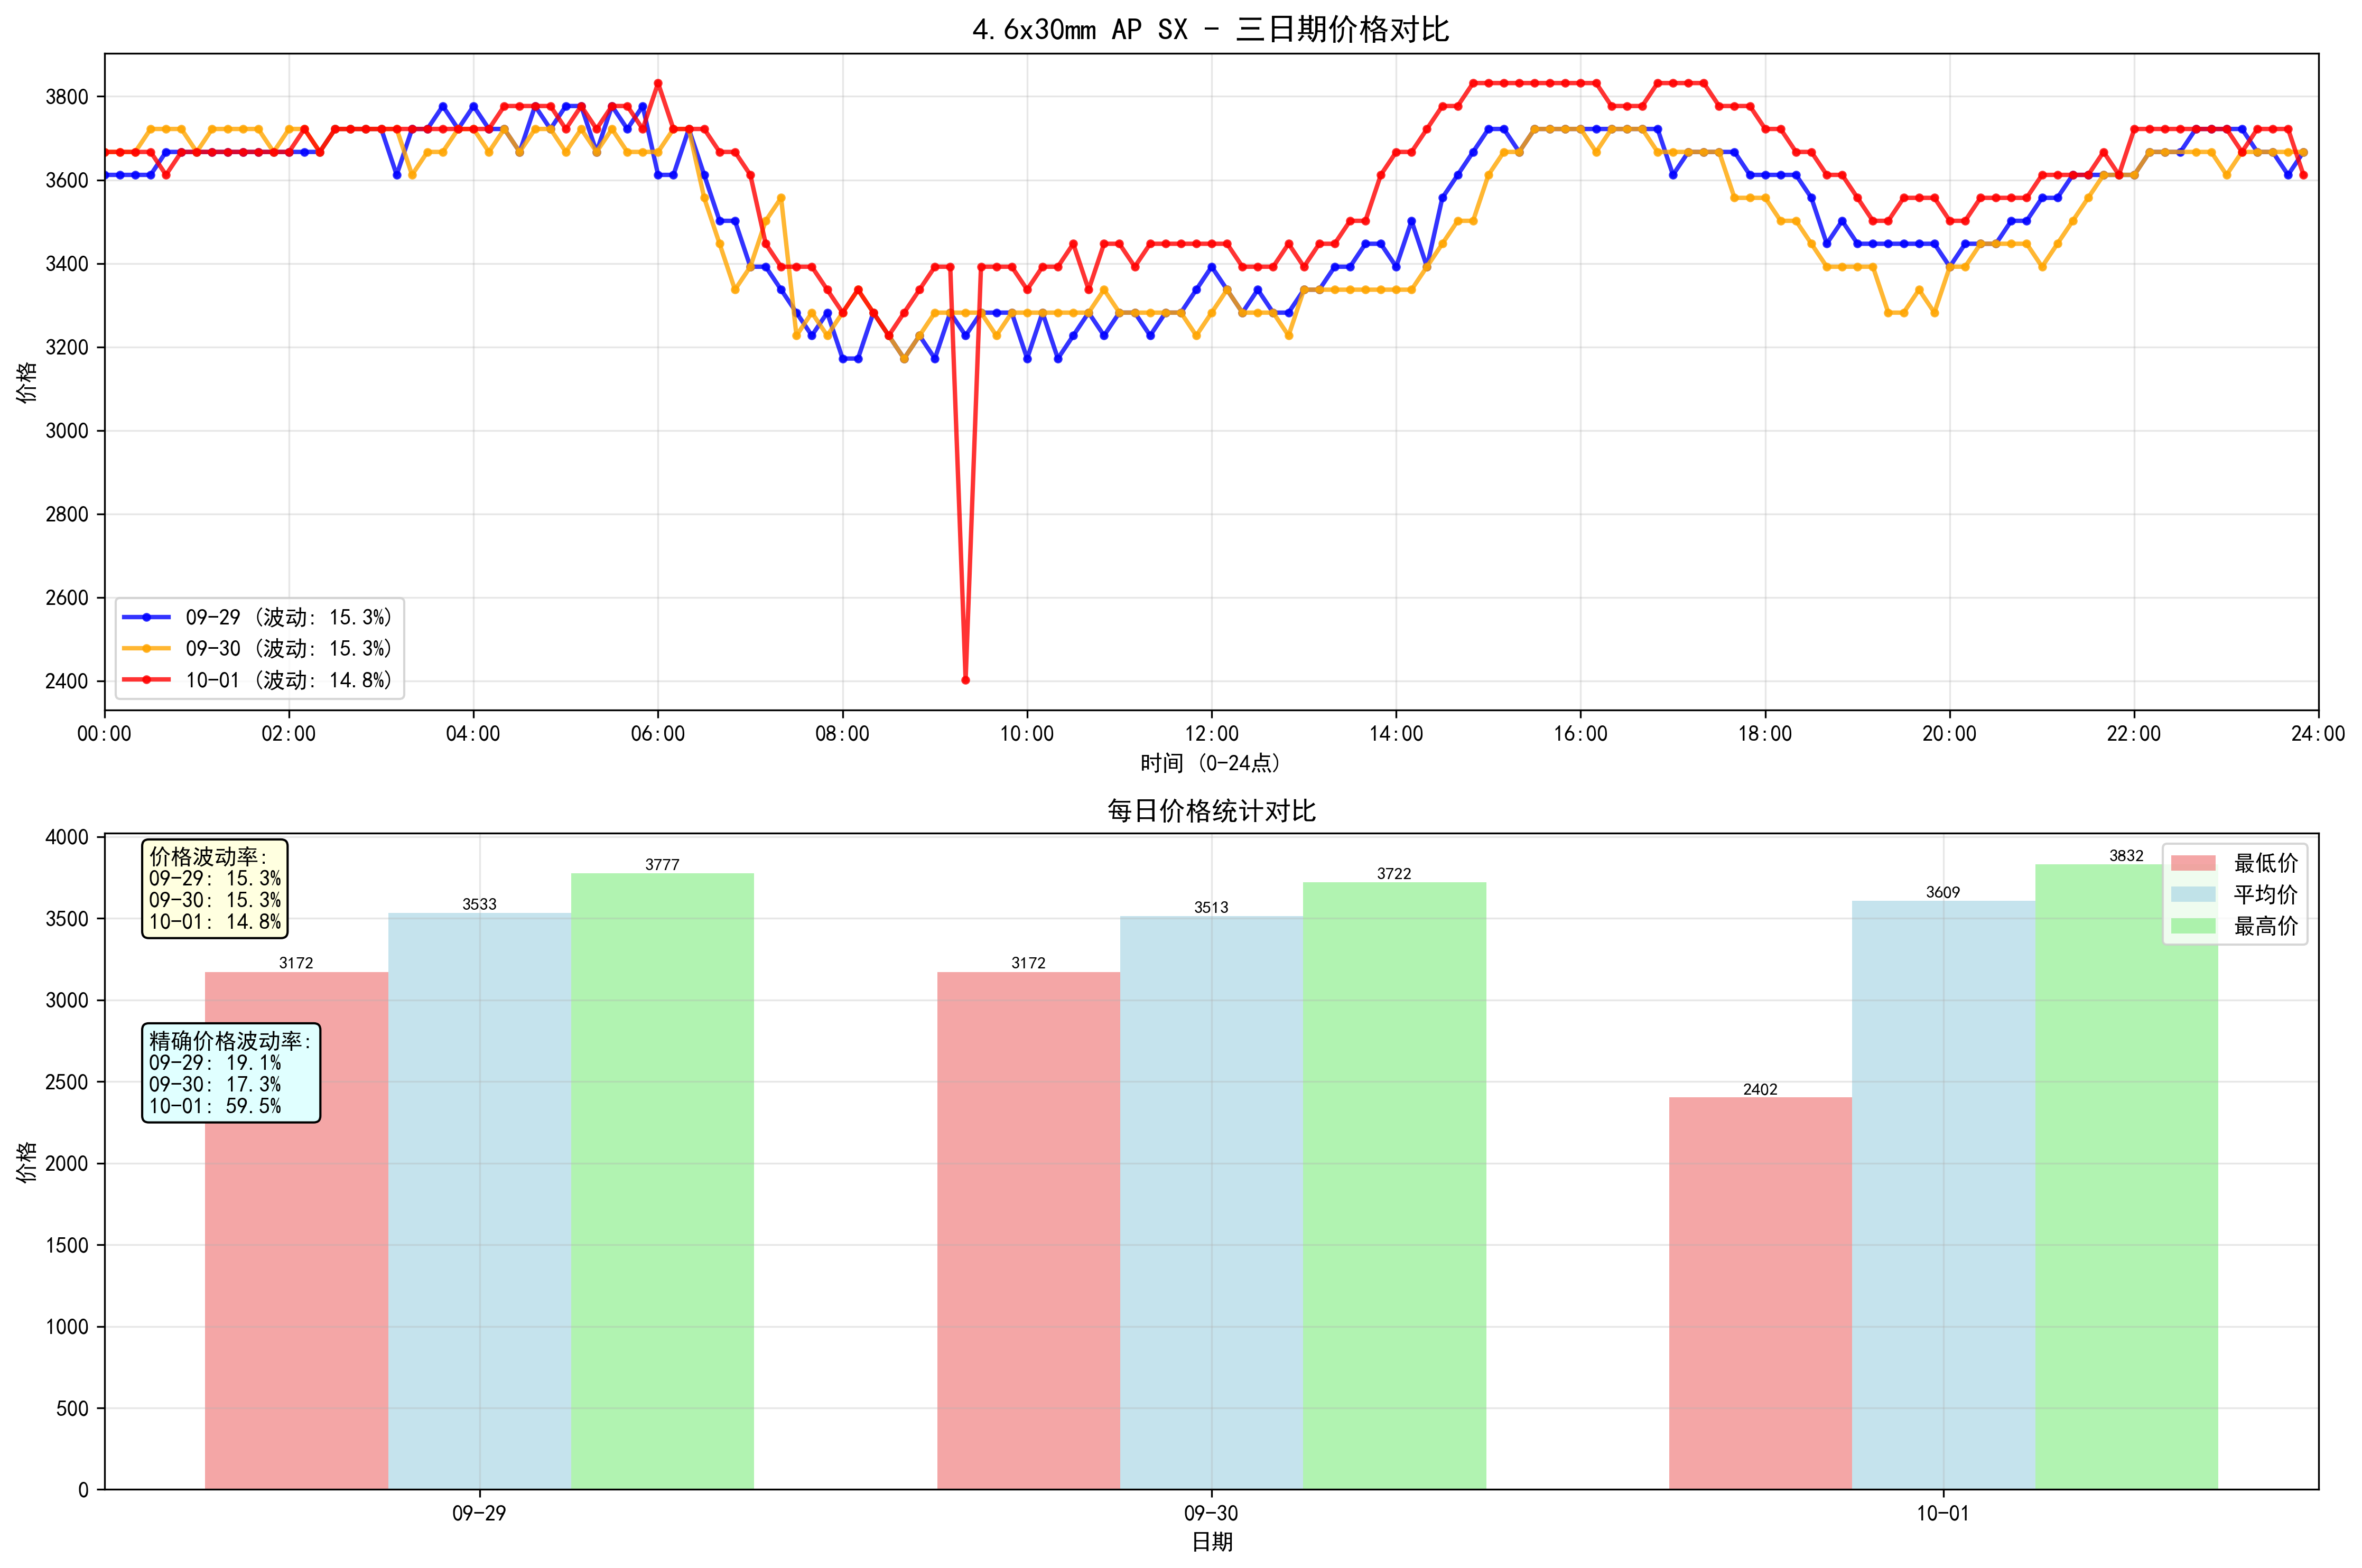 4.6x30mm AP SX - 三日期价格对比
价格
3800
3600
3400
3200
3000
2800
2600
2400
09-29 (波动: 15.3%)
09-30 (波动: 15.3%)
10-01 (波动: 14.8%)
00:00 02:00 04:00 06:00 08:00 10:00 12:00 14:00 16:00 18:00 20:00 22:00 24:00
时间 (0-24点)
每日价格统计对比
价格
4000
3500
3000
2500
2000
1500
1000
500
0
价格波动率:
09-29: 15.3%
09-30: 15.3%
10-01: 14.8%
精确价格波动率:
09-29: 19.1%
09-30: 17.3%
10-01: 59.5%
3172 3533 3777
3172 3513 3722
2402 3609 3832
最低价
平均价
最高价
09-29 09-30 10-01
日期